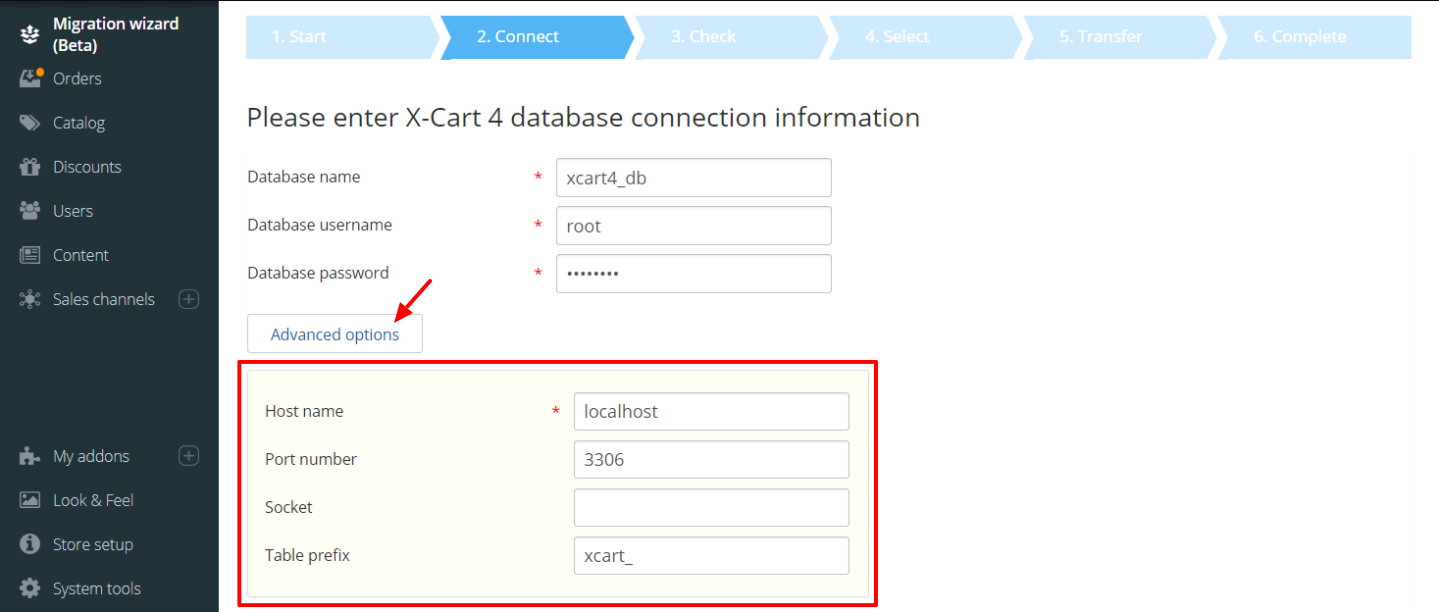 Migration wizard
(Beta)
Orders
Catalog
Discounts
Users
Content
Sales channels
My addons
Look & Feel
Store setup
System tools
1. Start
2. Connect
3. Check
4. Select
5. Transfer
6. Complete
Please enter X-Cart 4 database connection information
Database name * xcart4_db
Database username * root
Database password * ••••••••
Advanced options
Host name * localhost
Port number 3306
Socket
Table prefix xcart_